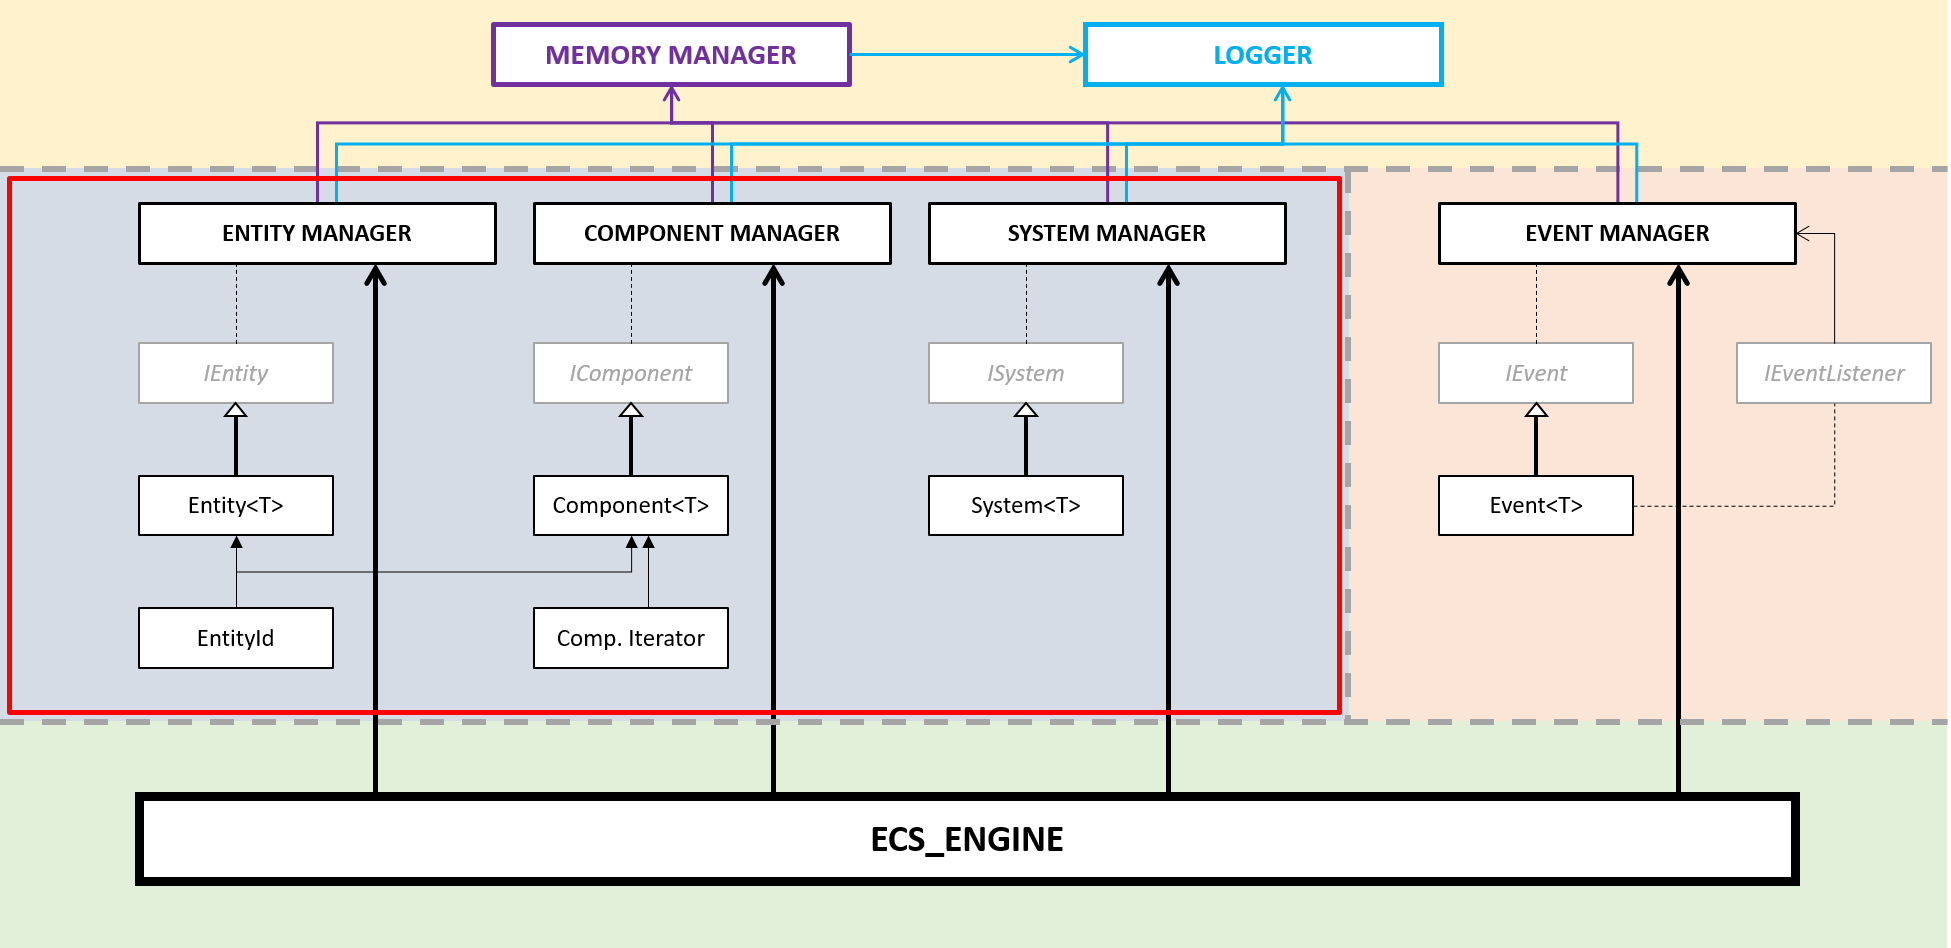 MEMORY MANAGER
LOGGER
ENTITY MANAGER
COMPONENT MANAGER
SYSTEM MANAGER
EVENT MANAGER
IEntity
IComponent
ISystem
IEvent
IEventListener
Entity<T>
Component<T>
System<T>
Event<T>
EntityId
Comp. Iterator
ECS_ENGINE